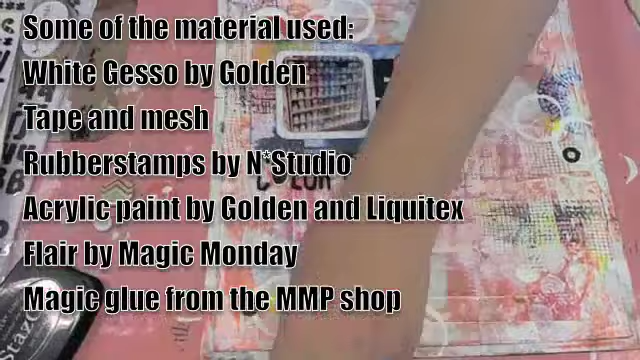 Some of the material used:
White Gesso by Golden
Tape and mesh
Rubberstamps by N*Studio
Acrylic paint by Golden and Liquitex
Flair by Magic Monday
Magic glue from the MMP shop